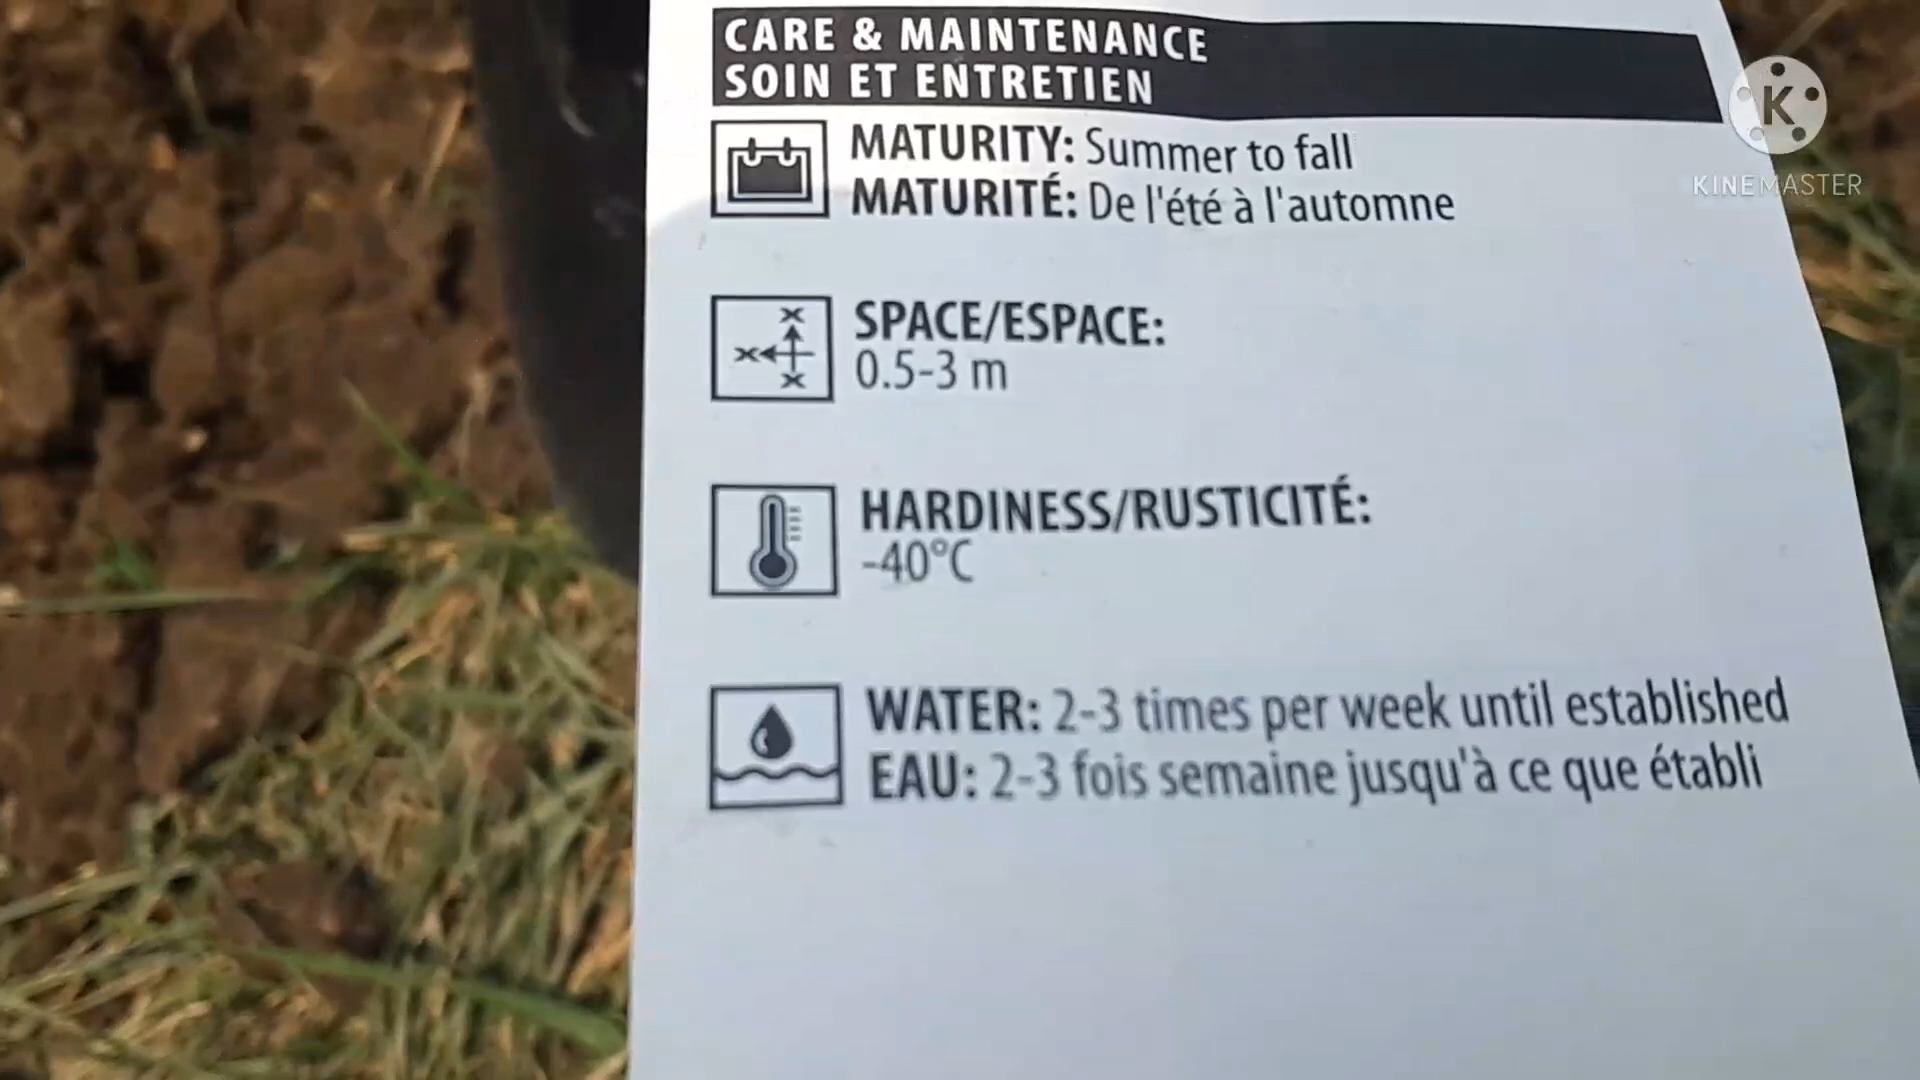 CARE & MAINTENANCE
SOIN ET ENTRETIEN
MATURITY: Summer to fall
MATURITÉ: De l'été à l'automne
SPACE/ESPACE:
0.5-3 m
HARDINESS/RUSTICITÉ:
-40°C
WATER: 2-3 times per week until established
EAU: 2-3 fois semaine jusqu'à ce que établi
K
KINEMASTER